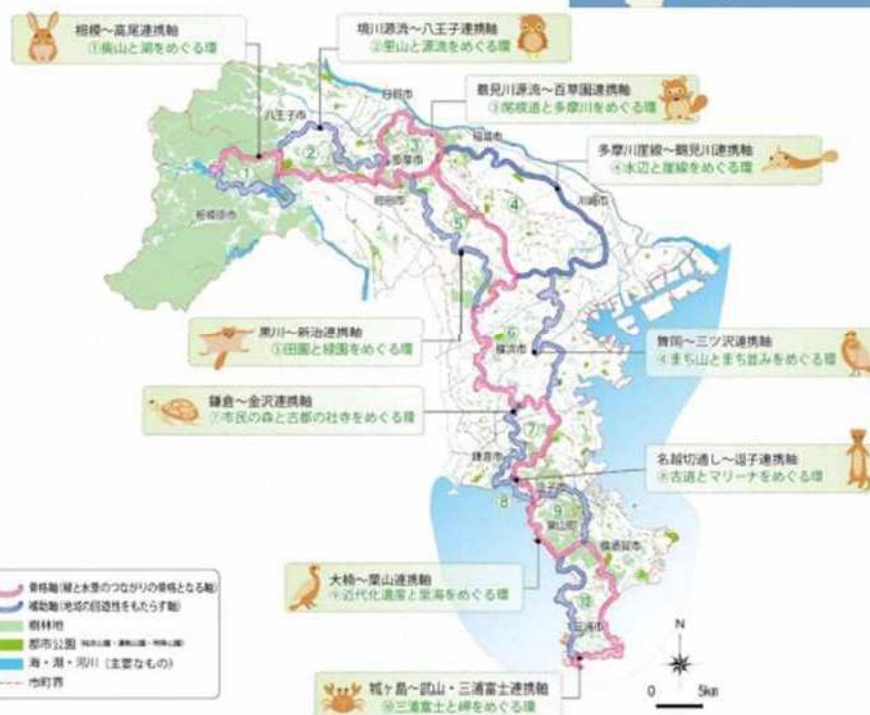 相模～高尾連携軸
①奥山と湖をめぐる環
境川源流～八王子連携軸
②里山と源流をめぐる環
鶴見川源流～百草園連携軸
③尾根道と多摩川をめぐる環
多摩川崖線～鶴見川連携軸
④水辺と崖線をめぐる環
日野市
八王子市
稲城市
③
②
多摩市
①
町田市
川崎市
④
相模原市
⑤
黒川～新治連携軸
⑤田園と緑園をめぐる環
⑥
横浜市
舞岡～三ツ沢連携軸
まち山とまち並みをめぐる環
鎌倉～金沢連携軸
⑦市民の森と古都の社寺をめぐる環
⑦
鎌倉市
名越切通し～逗子連携軸
⑧古道とマリーナをめぐる環
逗子市
8
⑨
葉山町
横須賀市
大楠～葉山連携軸
⑨近代化遺産と里海をめぐる環
⑩
三浦市
城ヶ島～武山・三浦富士連携軸
⑩三浦富士と岬をめぐる環
骨格軸(緑と水景のつながりの骨格となる軸)
補助軸(地域の回遊性をもたらす軸)
樹林地
都市公園
海・湖・河川（主要なもの）
市町界
N
0 5km